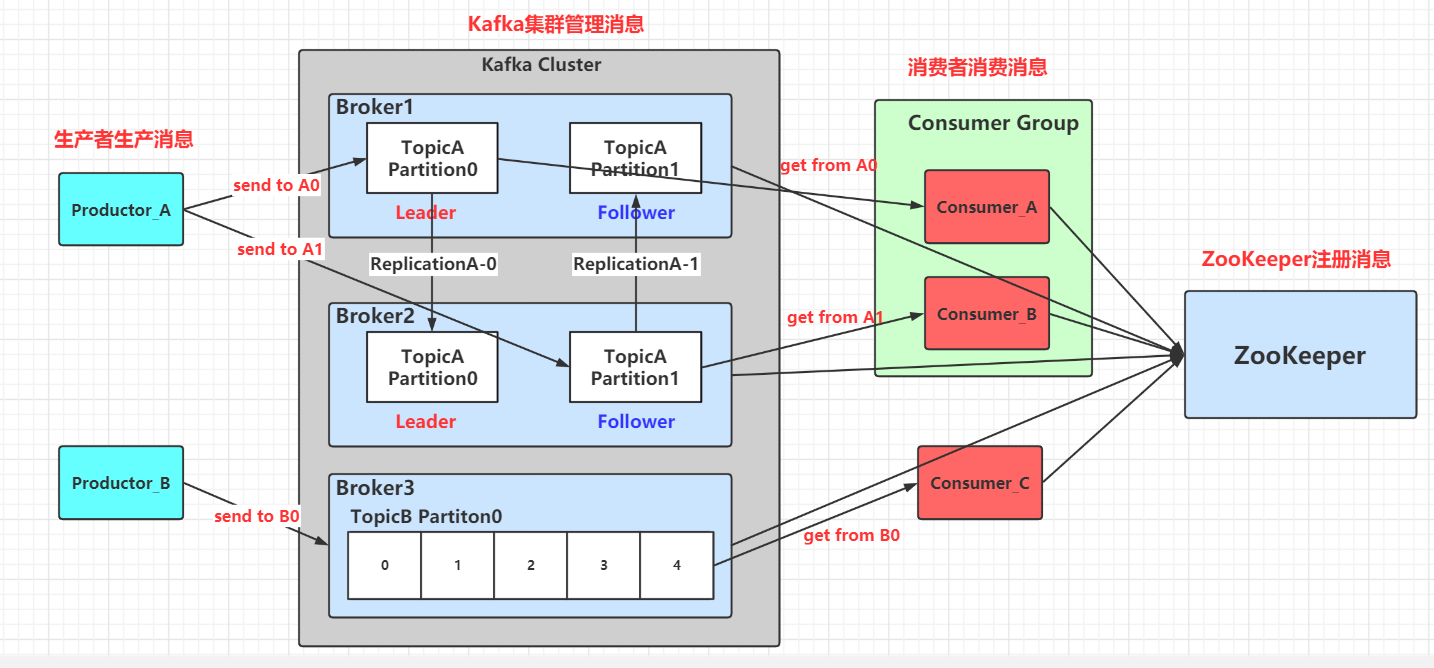 Kafka集群管理消息
生产者生产消息
消费者消费消息
ZooKeeper注册消息
Productor_A
Productor_B
send to A0
send to A1
send to B0
Kafka Cluster
Broker1
TopicA
Partition0
Leader
TopicA
Partition1
Follower
ReplicationA-0
ReplicationA-1
Broker2
TopicA
Partition0
Leader
TopicA
Partition1
Follower
Broker3
TopicB Partiton0
0
1
2
3
4
get from A0
get from A1
get from B0
Consumer Group
Consumer_A
Consumer_B
Consumer_C
ZooKeeper